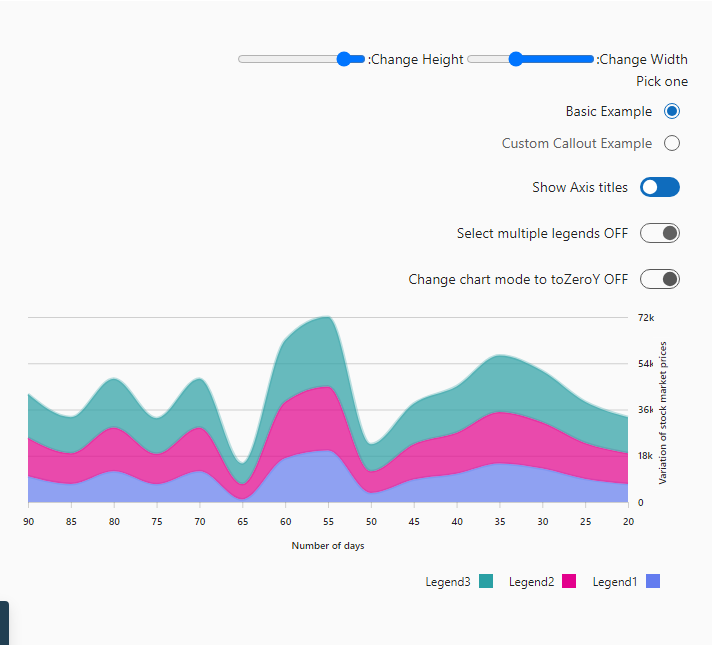 :Change Height :Change Width
Pick one
Basic Example
Custom Callout Example
Show Axis titles
Select multiple legends OFF
Change chart mode to toZeroY OFF
72k
54k
36k
18k
0
Variation of stock market prices
90 85 80 75 70 65 60 55 50 45 40 35 30 25 20
Number of days
Legend3 Legend2 Legend1